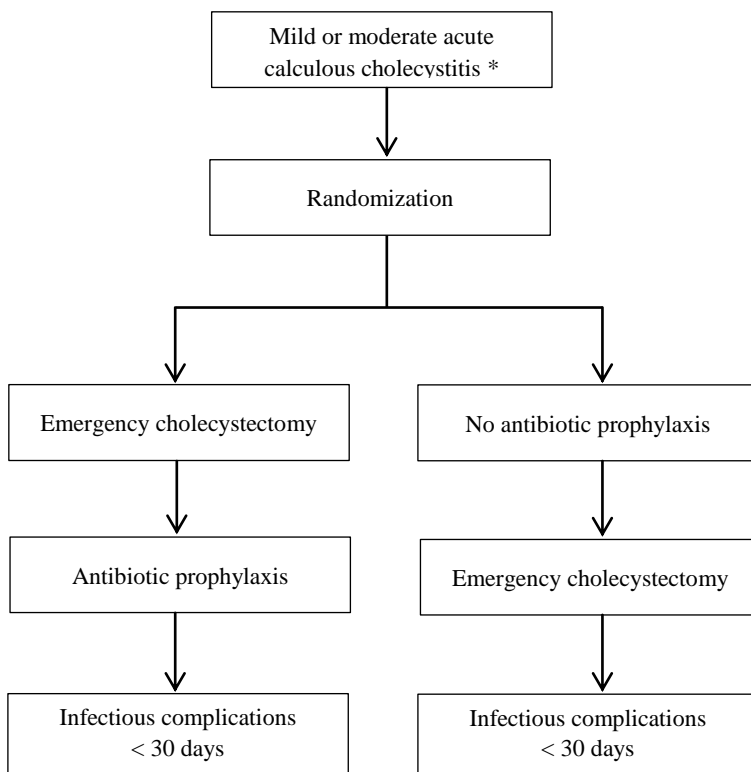 Mild or moderate acute
calculous cholecystitis *
Randomization
Emergency cholecystectomy
No antibiotic prophylaxis
Antibiotic prophylaxis
Emergency cholecystectomy
Infectious complications
< 30 days
Infectious complications
< 30 days